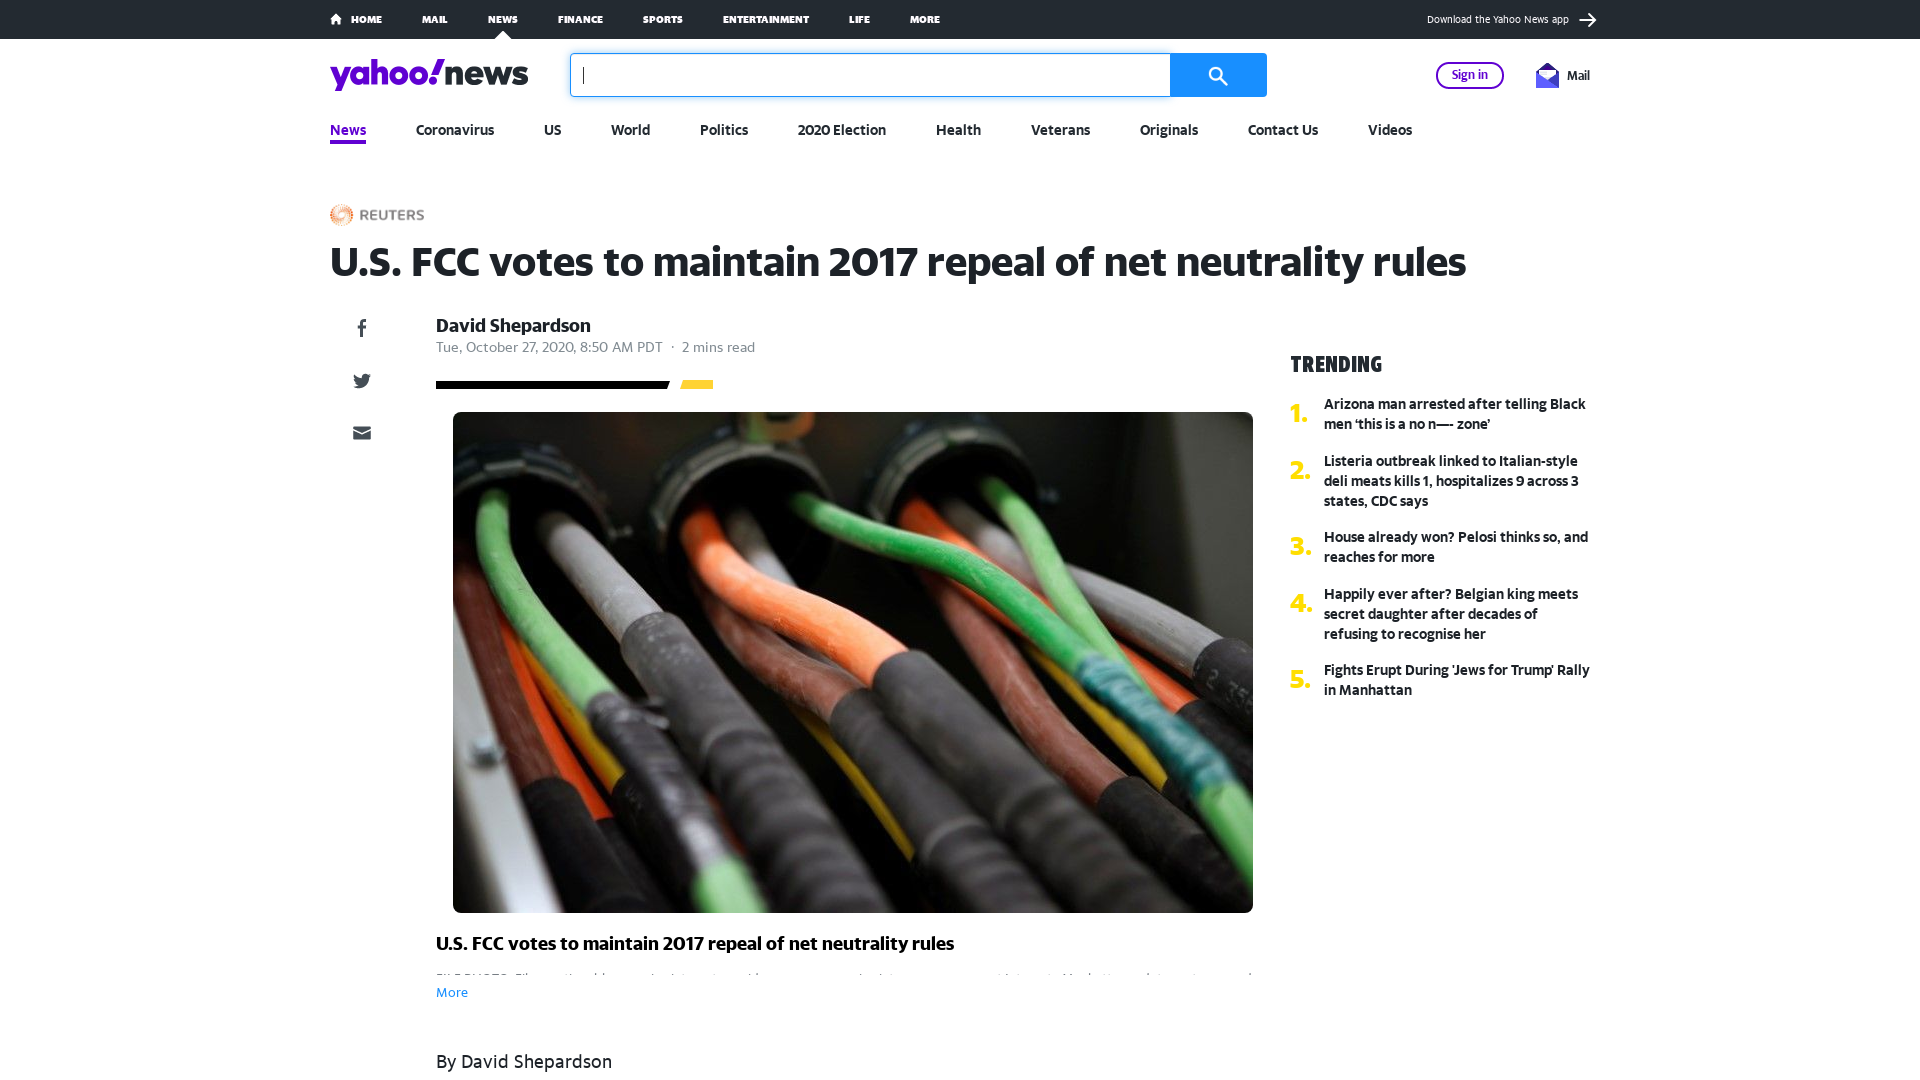 HOME MAIL NEWS FINANCE SPORTS ENTERTAINMENT LIFE MORE Download the Yahoo News app
yahoo!news Sign in Mail
News Coronavirus US World Politics 2020 Election Health Veterans Originals Contact Us Videos
REUTERS
U.S. FCC votes to maintain 2017 repeal of net neutrality rules
David Shepardson
Tue, October 27, 2020, 8:50 AM PDT · 2 mins read
U.S. FCC votes to maintain 2017 repeal of net neutrality rules
More
By David Shepardson
TRENDING
1. Arizona man arrested after telling Black
men ‘this is a no n—- zone’
2. Listeria outbreak linked to Italian-style
deli meats kills 1, hospitalizes 9 across 3
states, CDC says
3. House already won? Pelosi thinks so, and
reaches for more
4. Happily ever after? Belgian king meets
secret daughter after decades of
refusing to recognise her
5. Fights Erupt During 'Jews for Trump' Rally
in Manhattan